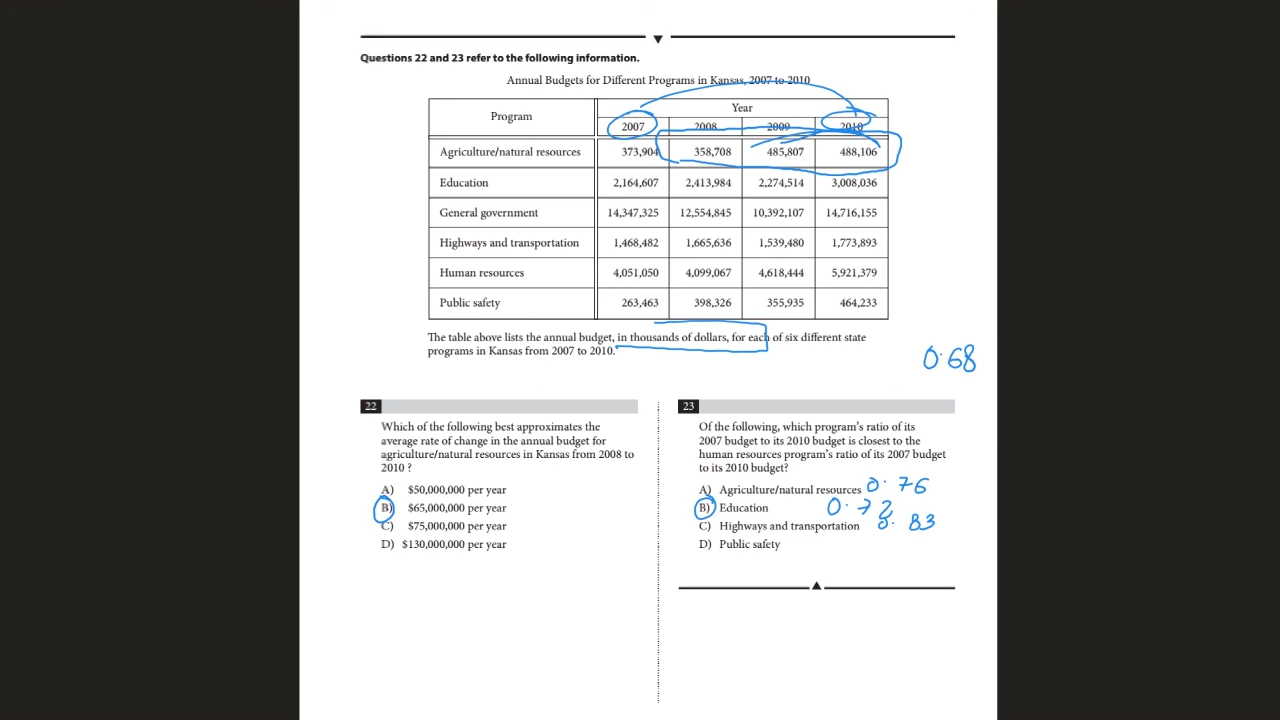 Questions 22 and 23 refer to the following information.
Annual Budgets for Different Programs in Kansas, 2007 to 2010
Program
Year
2007 2008 2009 2010
Agriculture/natural resources 373,904 358,708 485,807 488,106
Education 2,164,607 2,413,984 2,274,514 3,008,036
General government 14,347,325 12,554,845 10,392,107 14,716,155
Highways and transportation 1,468,482 1,665,636 1,539,480 1,773,893
Human resources 4,051,050 4,099,067 4,618,444 5,921,379
Public safety 263,463 398,326 355,935 464,233
The table above lists the annual budget, in thousands of dollars, for each of six different state
programs in Kansas from 2007 to 2010.
0.68
22
Which of the following best approximates the
average rate of change in the annual budget for
agriculture/natural resources in Kansas from 2008 to
2010 ?
A) $50,000,000 per year
B) $65,000,000 per year
C) $75,000,000 per year
D) $130,000,000 per year
23
Of the following, which program's ratio of its
2007 budget to its 2010 budget is closest to the
human resources program's ratio of its 2007 budget
to its 2010 budget?
A) Agriculture/natural resources 0.76
B) Education 0.72
C) Highways and transportation 0.83
D) Public safety